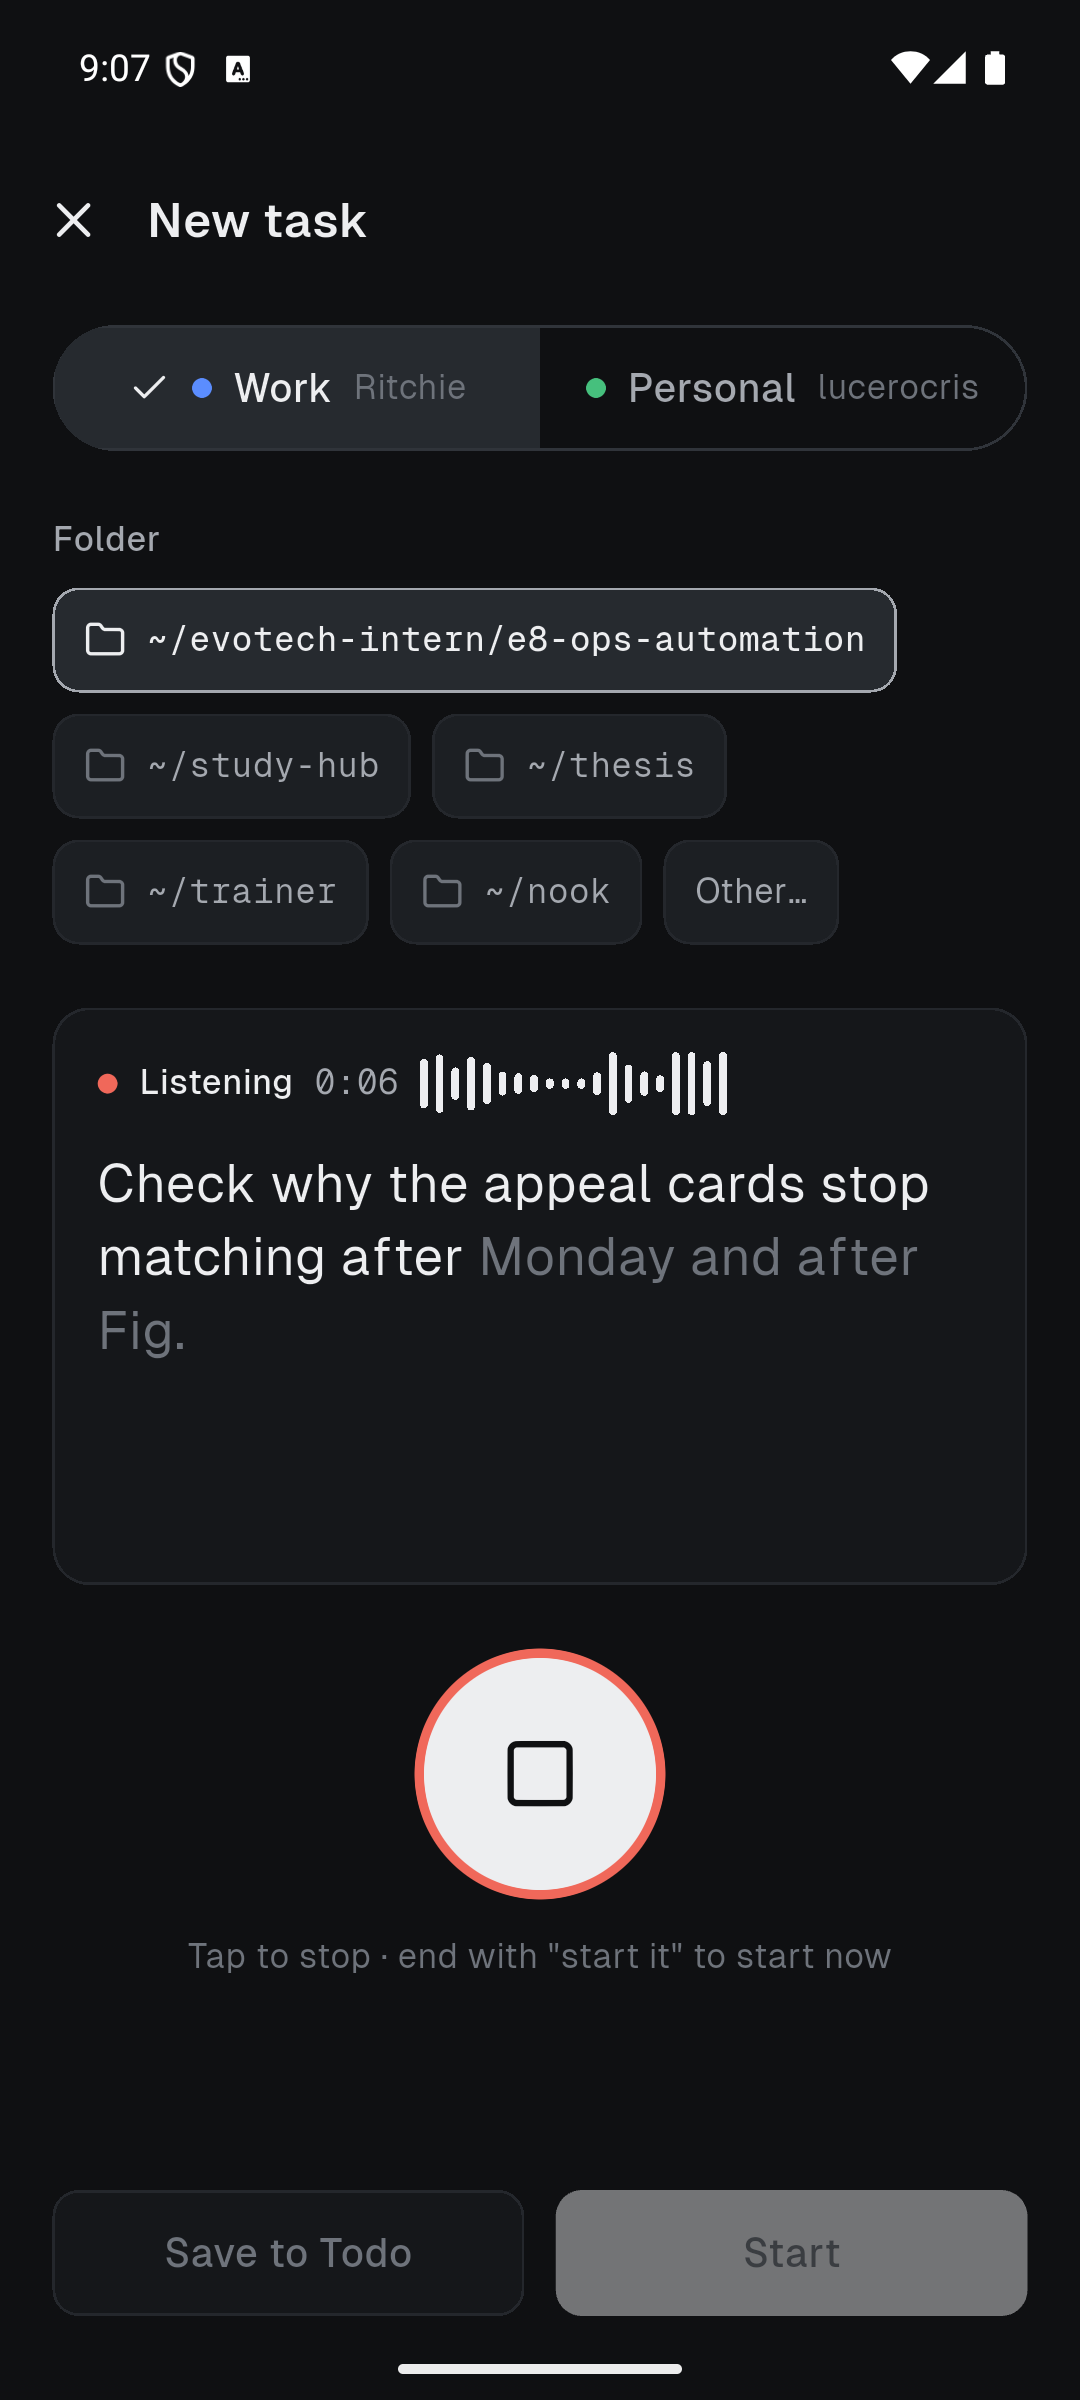 9:07
New task
Work Ritchie
Personal lucerocris
Folder
~/evotech-intern/e8-ops-automation
~/study-hub
~/thesis
~/trainer
~/nook
Other...
Listening 0:06
Check why the appeal cards stop
matching after Monday and after
Fig.
Tap to stop · end with "start it" to start now
Save to Todo
Start